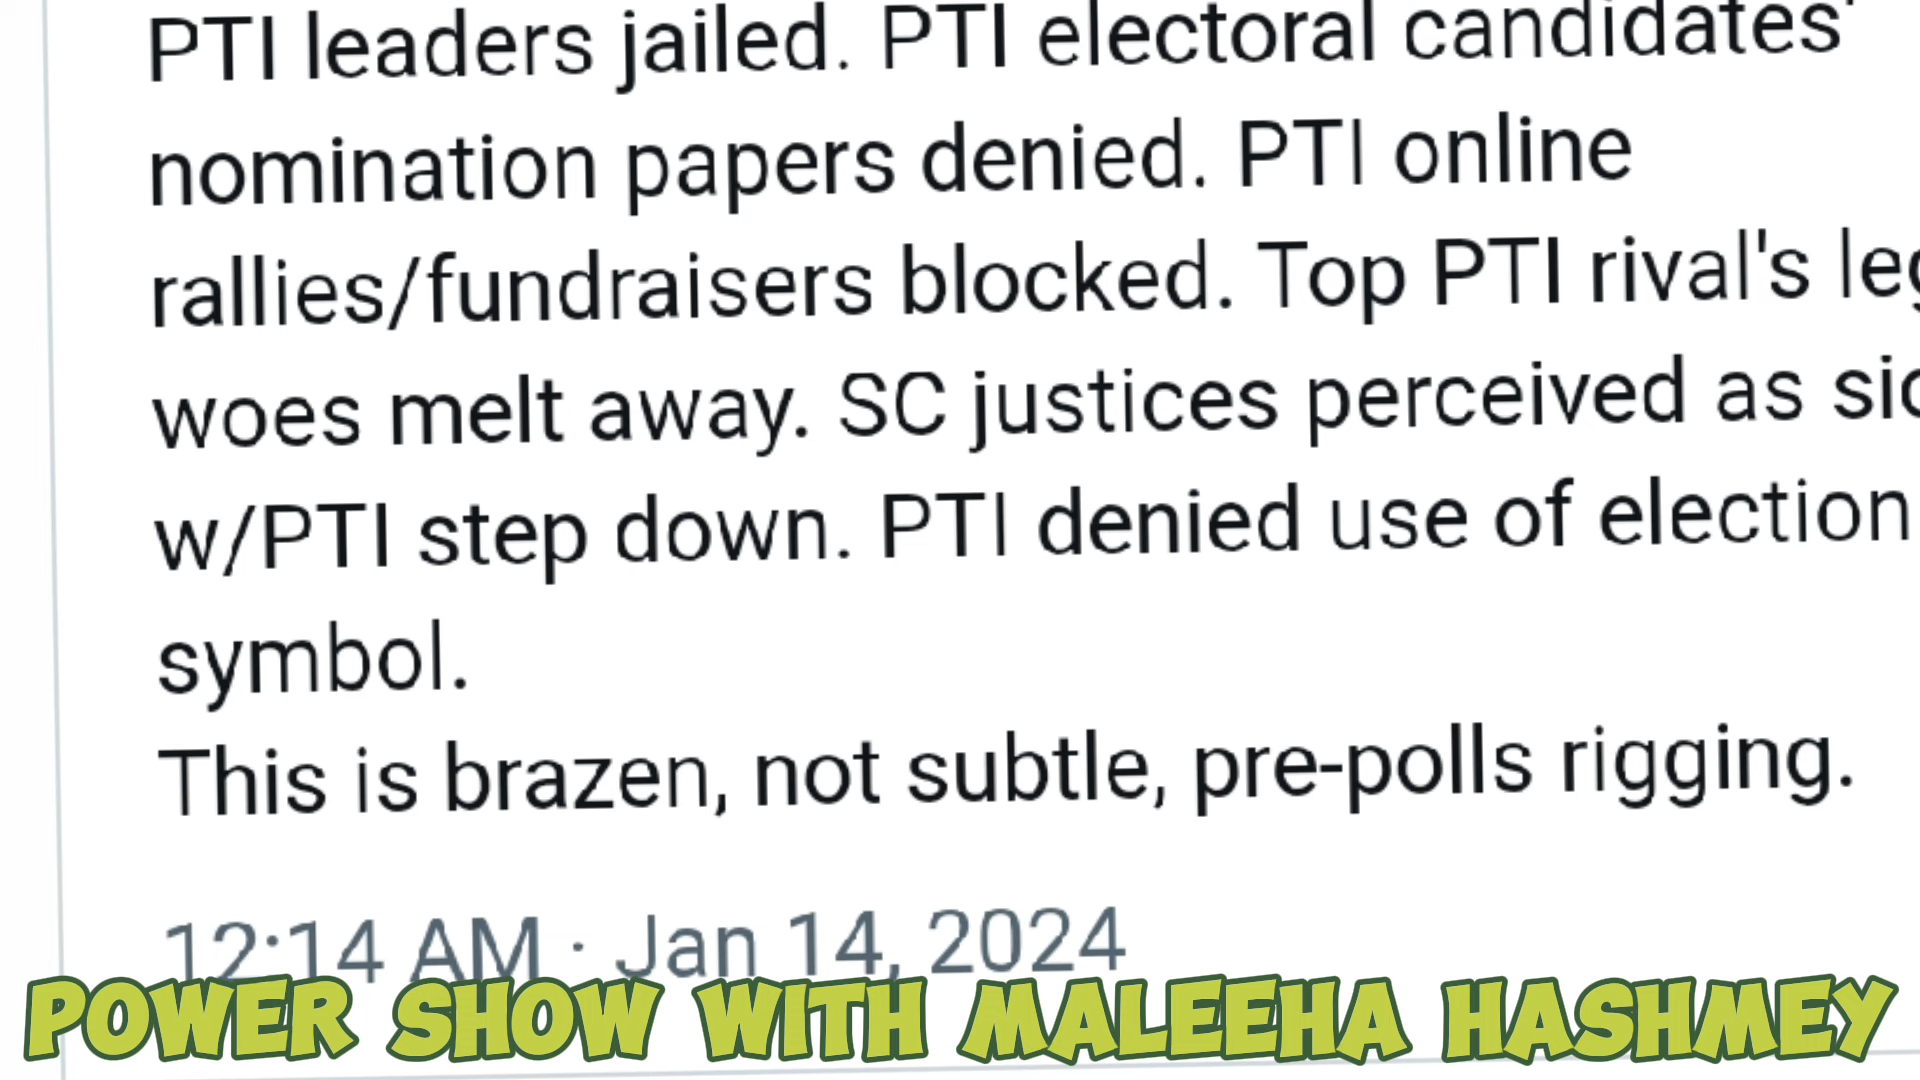 PTI leaders jailed. PTI electoral candidates'
nomination papers denied. PTI online
rallies/fundraisers blocked. Top PTI rival's
woes melt away. SC justices perceived as
w/PTI step down. PTI denied use of election
symbol.
This is brazen, not subtle, pre-polls rigging.
12:14 AM · Jan 14, 2024
POWER SHOW WITH MALEEHA HASHMEY